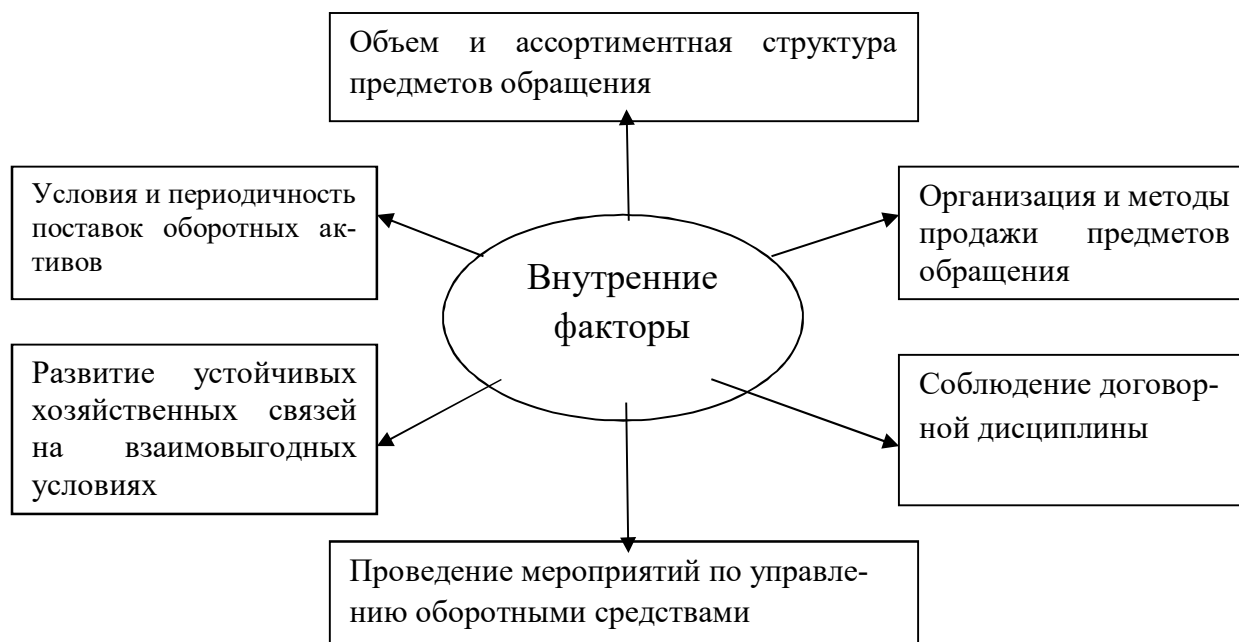 Объем и ассортиментная структура
предметов обращения
Условия и периодичность
поставок оборотных ак-
тивов
Организация и методы
продажи предметов
обращения
Внутренние
факторы
Развитие устойчивых
хозяйственных связей
на взаимовыгодных
условиях
Соблюдение договор-
ной дисциплины
Проведение мероприятий по управле-
нию оборотными средствами